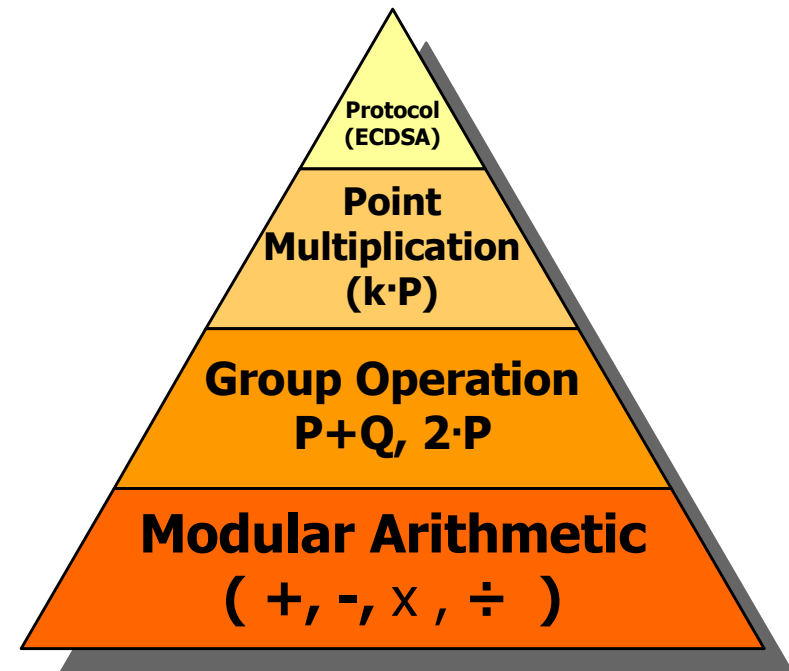 Protocol
(ECDSA)
Point
Multiplication
(k·P)
Group Operation
P+Q, 2·P
Modular Arithmetic
( +, -, x , ÷ )